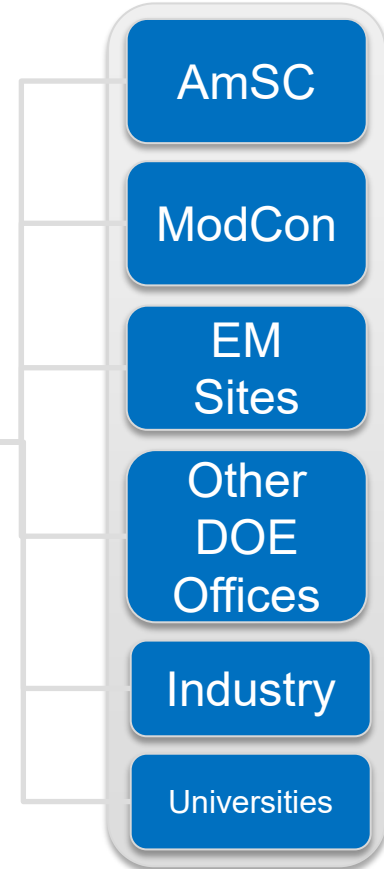 AmSC
ModCon
EM
Sites
Other
DOE
Offices
Industry
Universities